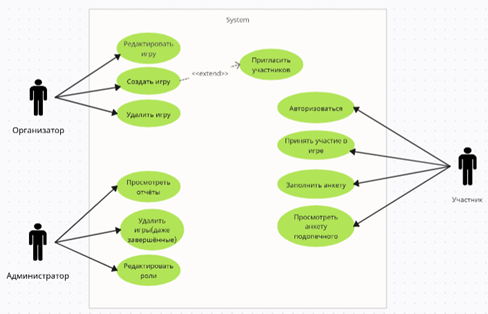 System
Редактировать
игру
Создать игру
<<extend>>
Пригласить
участников
Удалить игру
Организатор
Авторизоваться
Принять участие в
игре
Заполнить анкету
Просмотреть
анкету
подопечного
Участник
Просмотреть
отчёты
Удалить
игры(даже
завершённые)
Редактировать
роли
Администратор